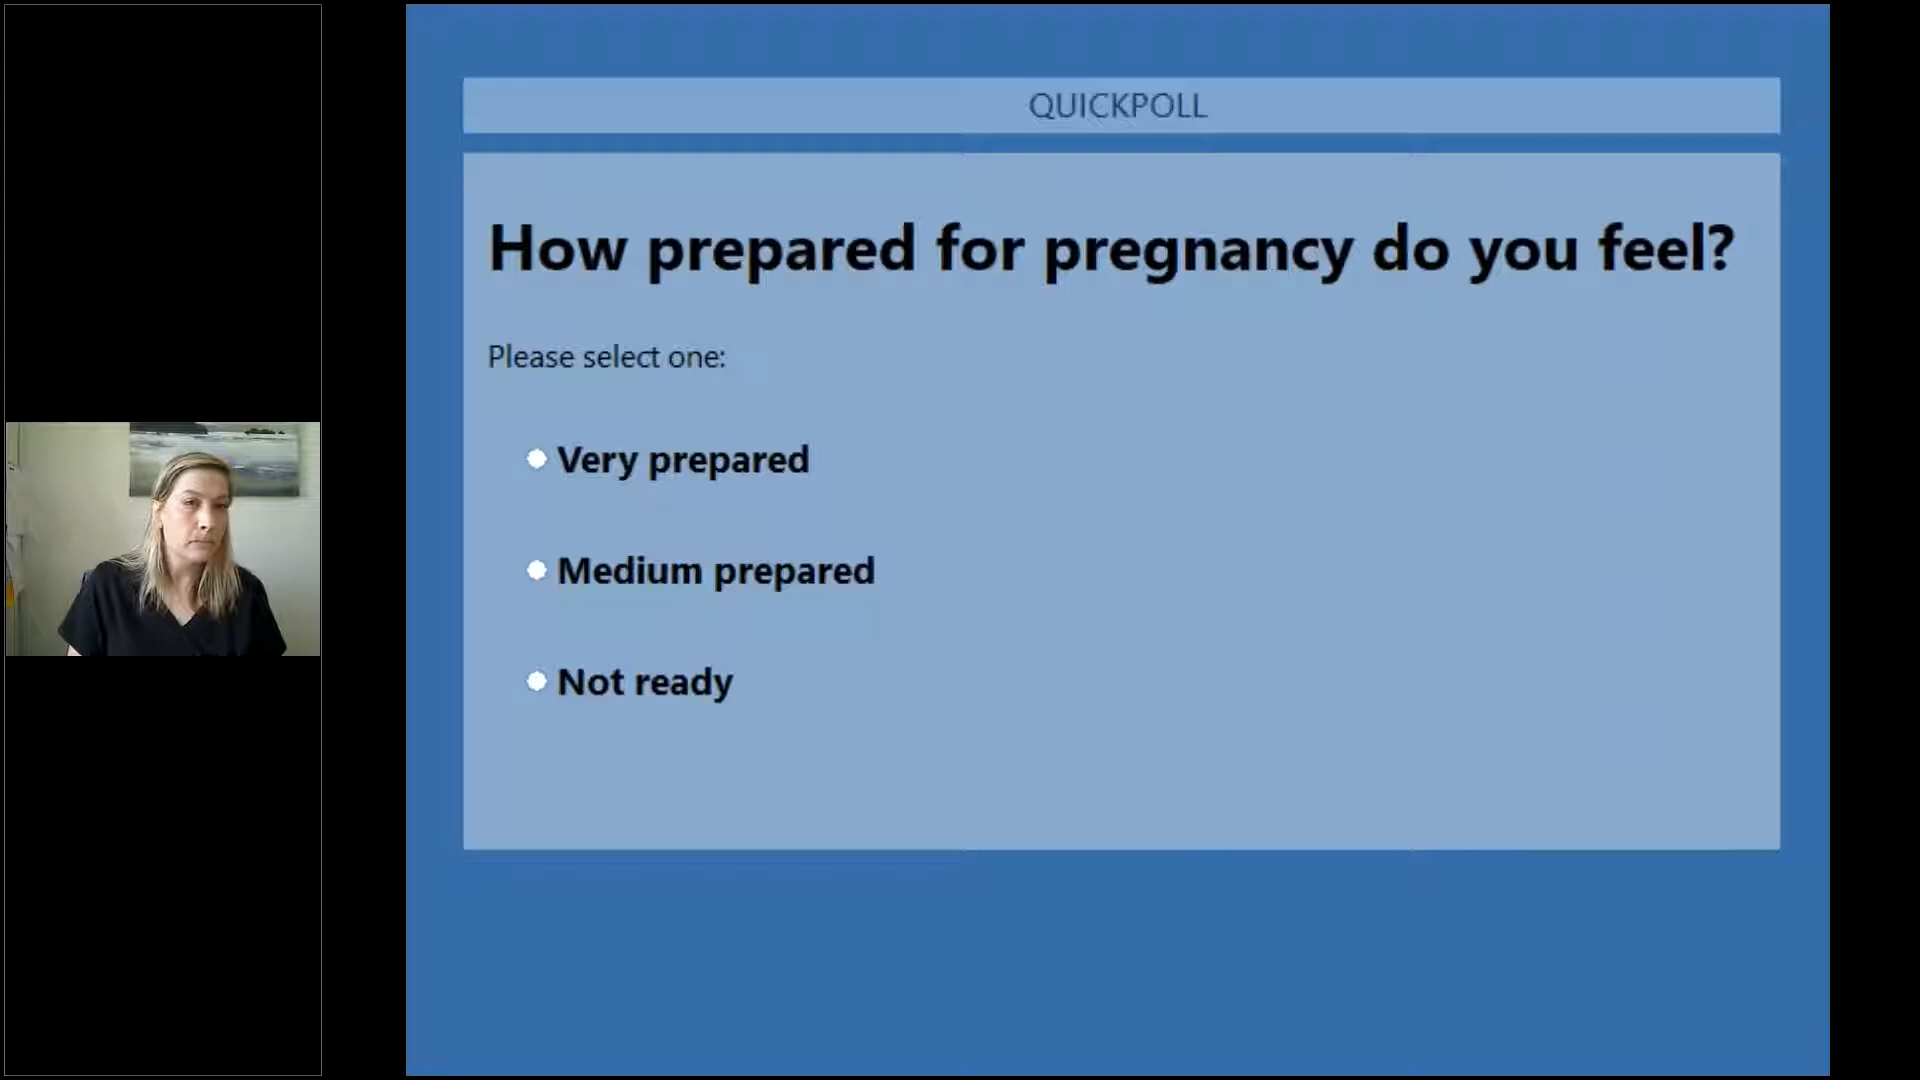 QUICKPOLL
How prepared for pregnancy do you feel?
Please select one:
Very prepared
Medium prepared
Not ready